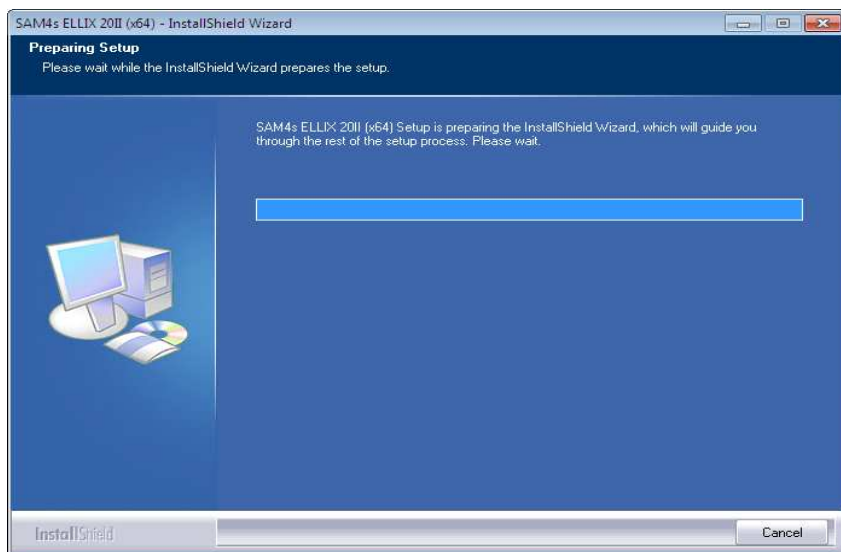 SAM4s ELLIX 20II (x64) - InstallShield Wizard
Preparing Setup
Please wait while the InstallShield Wizard prepares the setup.
SAM4s ELLIX 20II (x64) Setup is preparing the InstallShield Wizard, which will guide you
through the rest of the setup process. Please wait.
InstallShield
Cancel